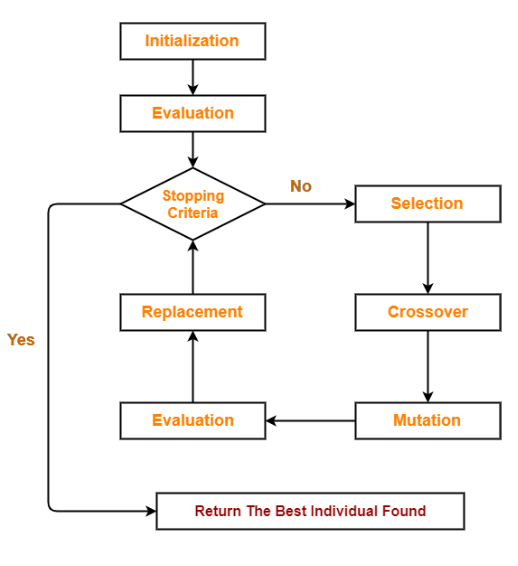 Initialization
Evaluation
Stopping
Criteria
No
Selection
Replacement
Crossover
Yes
Evaluation
Mutation
Return The Best Individual Found